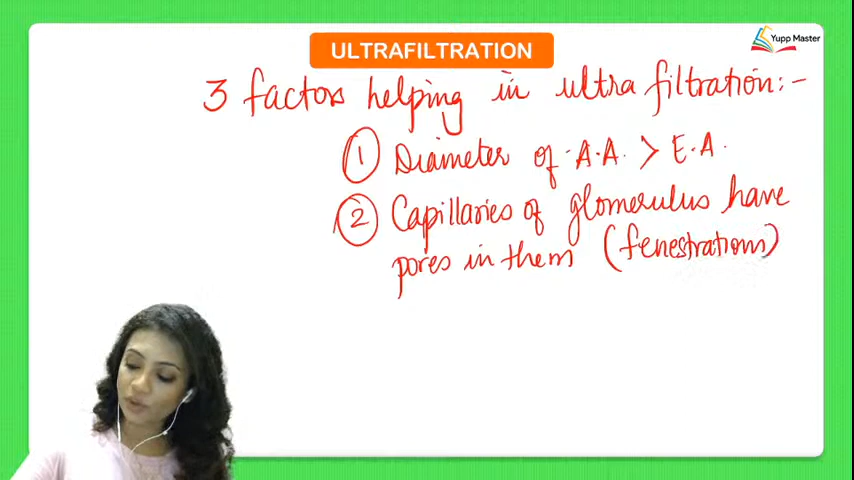 ULTRAFILTRATION
Yupp Master
3 factors helping in ultra filtration:-
1 Diameter of A.A. > E.A.
2 Capillaries of glomerulus have
pores in them (fenestrations)